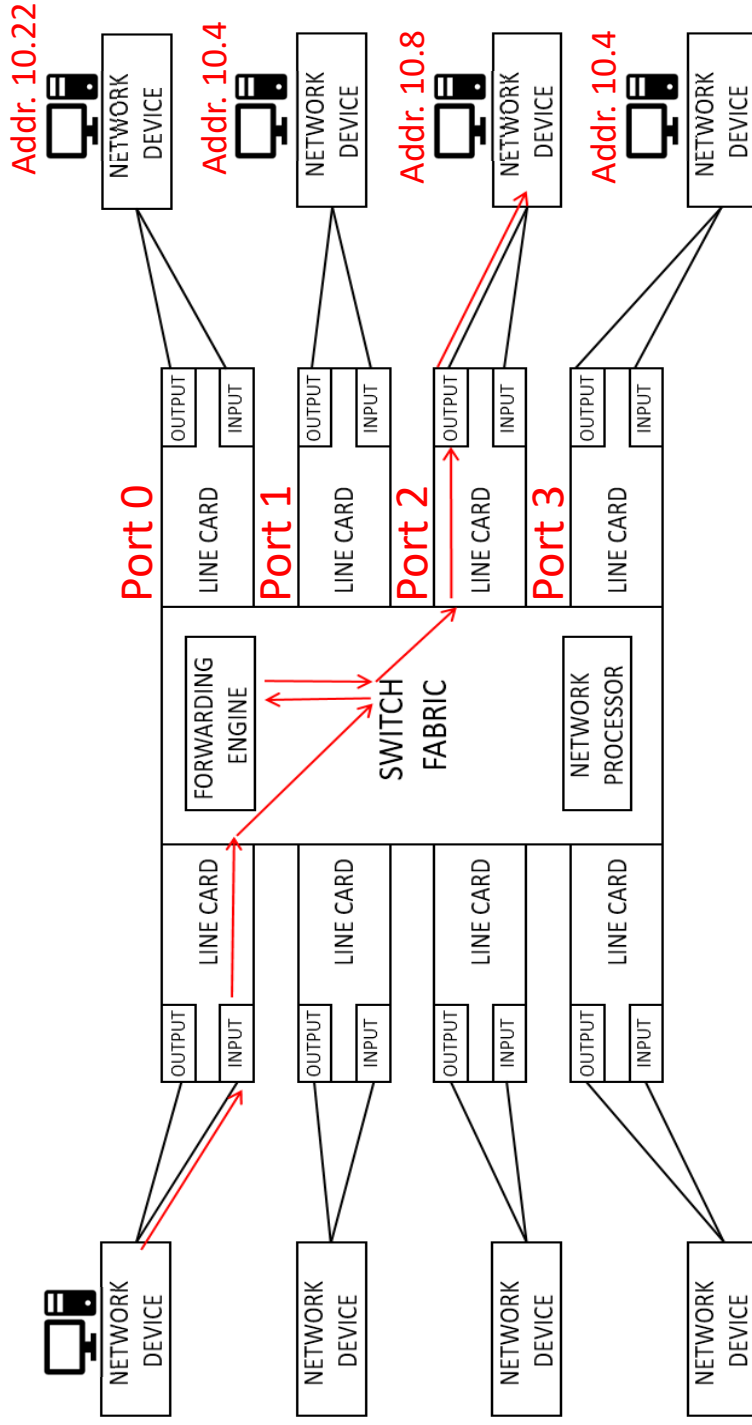 Addr. 10.22
NETWORK
DEVICE
OUTPUT
INPUT
LINE CARD
Port 0
FORWARDING
ENGINE
LINE CARD
OUTPUT
INPUT
NETWORK
DEVICE
Addr. 10.4
NETWORK
DEVICE
OUTPUT
INPUT
LINE CARD
Port 1
LINE CARD
OUTPUT
INPUT
NETWORK
DEVICE
SWITCH
FABRIC
Addr. 10.8
NETWORK
DEVICE
OUTPUT
INPUT
LINE CARD
Port 2
LINE CARD
OUTPUT
INPUT
NETWORK
DEVICE
Addr. 10.4
NETWORK
DEVICE
OUTPUT
INPUT
LINE CARD
NETWORK
PROCESSOR
Port 3
LINE CARD
OUTPUT
INPUT
NETWORK
DEVICE